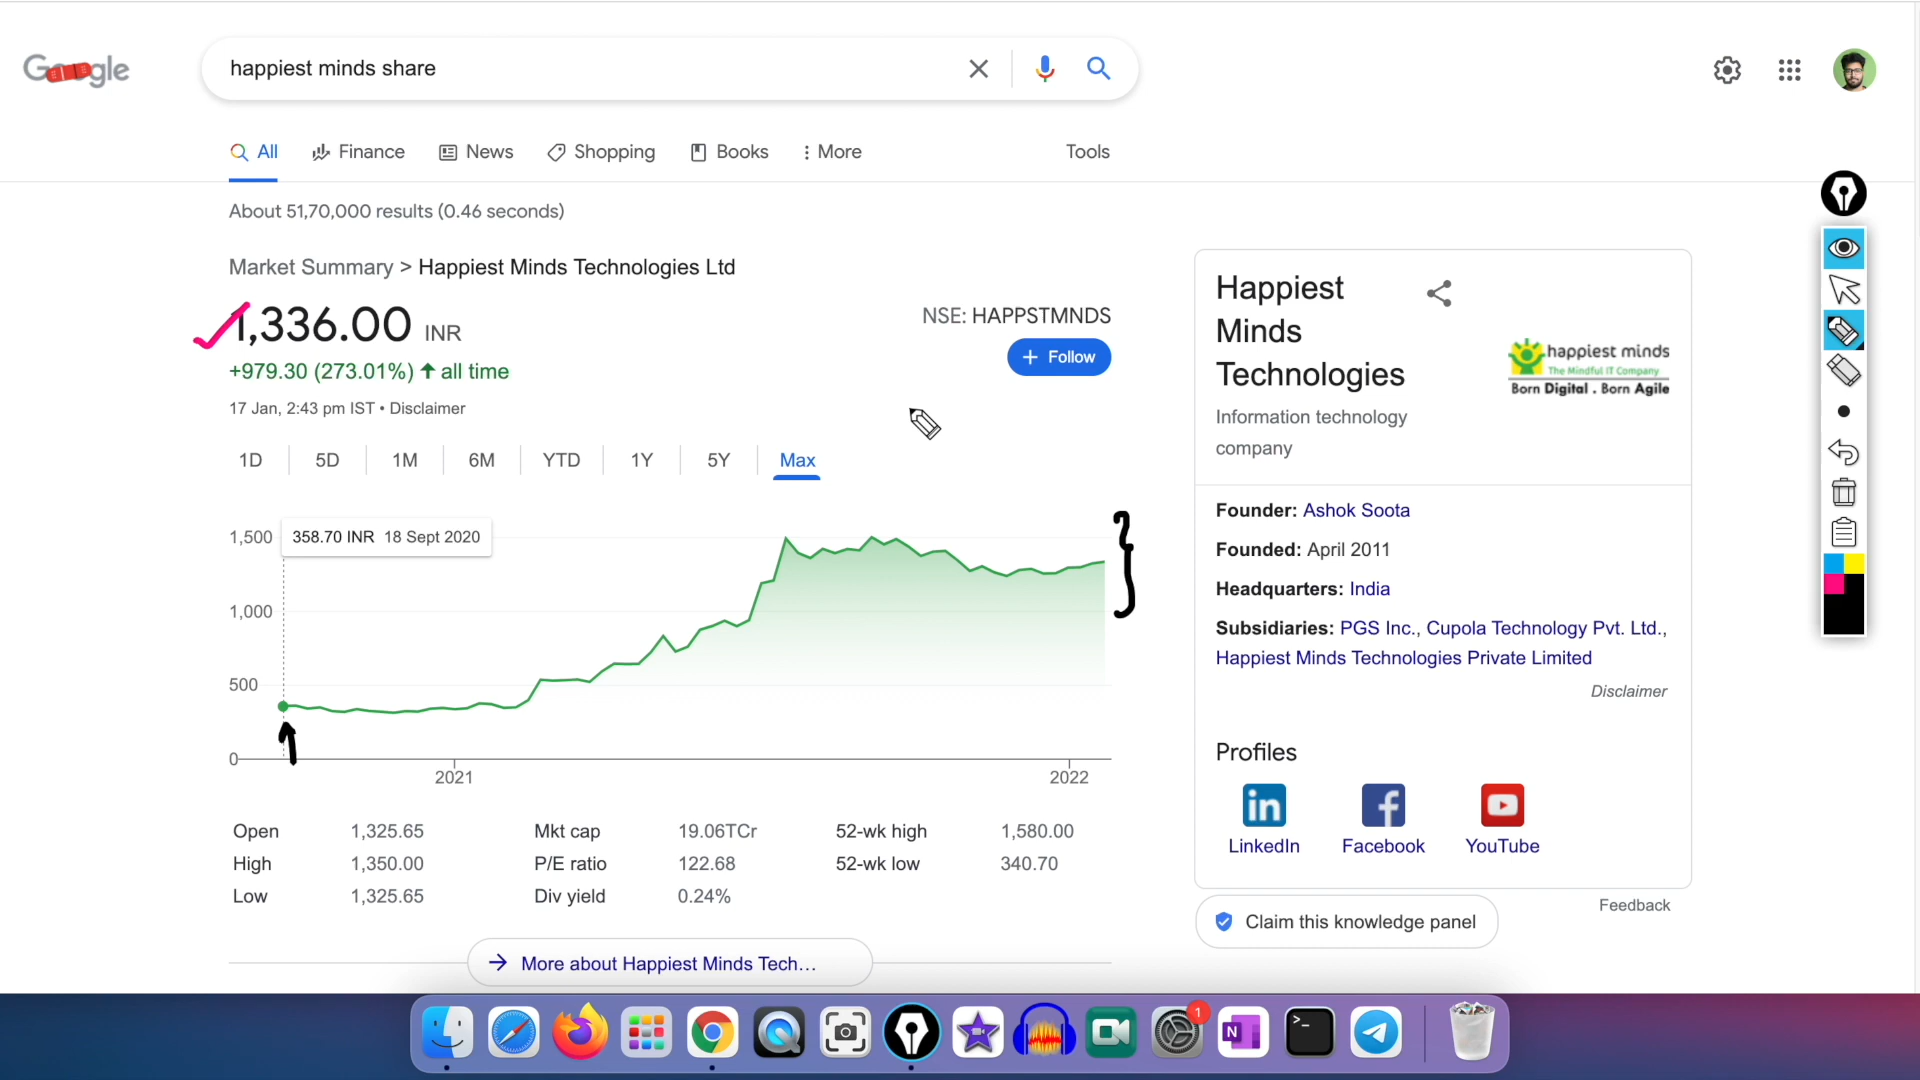 Google
happiest minds share
All
Finance
News
Shopping
Books
More
Tools
About 51,70,000 results (0.46 seconds)
Market Summary > Happiest Minds Technologies Ltd
1,336.00 INR
NSE: HAPPSTMNDS
+979.30 (273.01%) all time
+ Follow
17 Jan, 2:43 pm IST • Disclaimer
1D
5D
1M
6M
YTD
1Y
5Y
Max
358.70 INR 18 Sept 2020
1,500
1,000
500
0
2021
2022
Open 1,325.65
Mkt cap 19.06TCr
52-wk high 1,580.00
High 1,350.00
P/E ratio 122.68
52-wk low 340.70
Low 1,325.65
Div yield 0.24%
More about Happiest Minds Tech…
Happiest
Minds
Technologies
Information technology
company
happiest minds
The Mindful IT Company
Born Digital . Born Agile
Founder: Ashok Soota
Founded: April 2011
Headquarters: India
Subsidiaries: PGS Inc., Cupola Technology Pvt. Ltd.,
Happiest Minds Technologies Private Limited
Disclaimer
Profiles
in
f
LinkedIn
Facebook
YouTube
Claim this knowledge panel
Feedback
1
N
>_